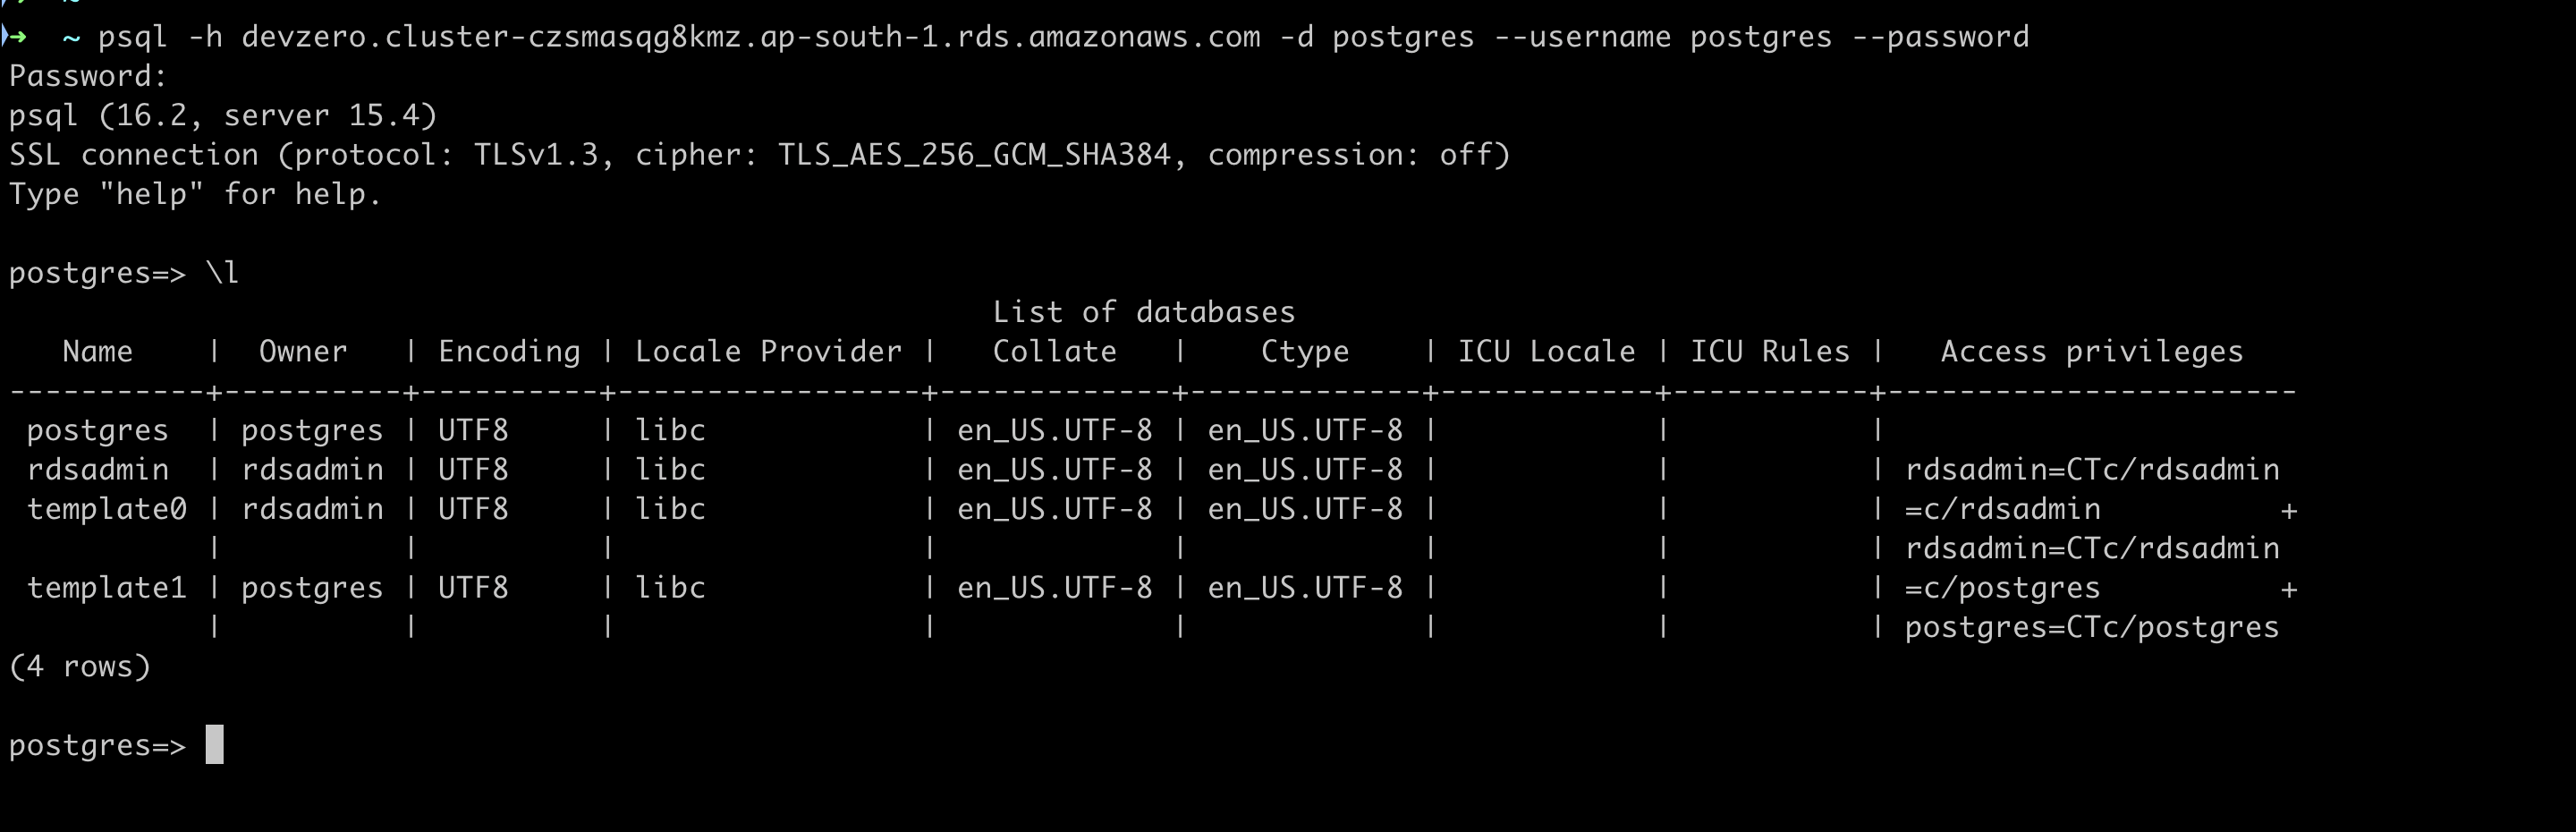 ➜ ~
➜ ~ psql -h devzero.cluster-czsmasqg8kmz.ap-south-1.rds.amazonaws.com -d postgres --username postgres --password
Password:
psql (16.2, server 15.4)
SSL connection (protocol: TLSv1.3, cipher: TLS_AES_256_GCM_SHA384, compression: off)
Type "help" for help.

postgres=> \l
                                                       List of databases
   Name    |  Owner   | Encoding | Locale Provider |   Collate   |    Ctype    | ICU Locale | ICU Rules |   Access privileges
-----------+----------+----------+-----------------+-------------+-------------+------------+-----------+-----------------------
 postgres  | postgres | UTF8     | libc            | en_US.UTF-8 | en_US.UTF-8 |            |           |
 rdsadmin  | rdsadmin | UTF8     | libc            | en_US.UTF-8 | en_US.UTF-8 |            |           | rdsadmin=CTc/rdsadmin
 template0 | rdsadmin | UTF8     | libc            | en_US.UTF-8 | en_US.UTF-8 |            |           | =c/rdsadmin          +
           |          |          |                 |             |             |            |           | rdsadmin=CTc/rdsadmin
 template1 | postgres | UTF8     | libc            | en_US.UTF-8 | en_US.UTF-8 |            |           | =c/postgres          +
           |          |          |                 |             |             |            |           | postgres=CTc/postgres
(4 rows)

postgres=>